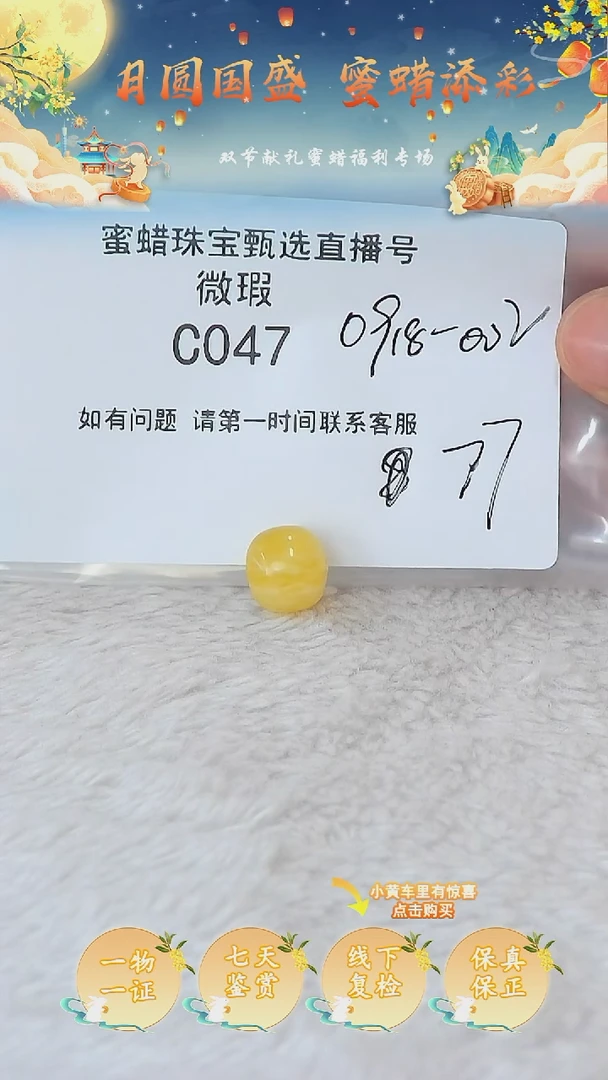 月圆国盛 蜜蜡添彩
双节献礼蜜蜡福利专场
蜜蜡珠宝甄选直播号
微瑕
C047
0918-002
如有问题 请第一时间联系客服
77
小黄车里有惊喜
点击购买
一物
一证
七天
鉴赏
线下
复检
保真
保正